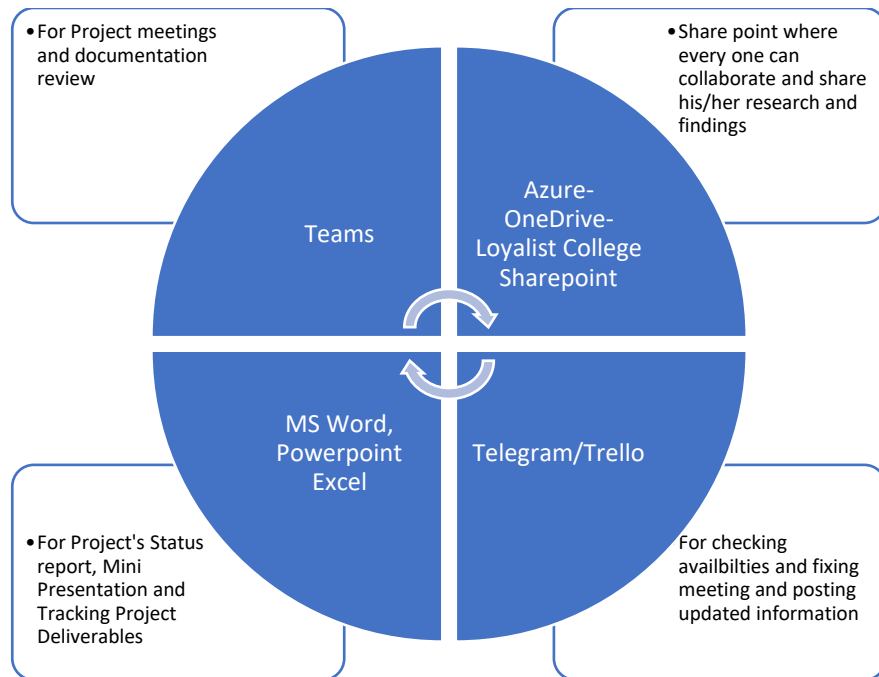 •For Project meetings
and documentation
review
•Share point where
every one can
collaborate and share
his/her research and
findings
Teams
Azure-
OneDrive-
Loyalist College
Sharepoint
MS Word,
Powerpoint
Excel
Telegram/Trello
•For Project's Status
report, Mini
Presentation and
Tracking Project
Deliverables
For checking
availbilties and fixing
meeting and posting
updated information